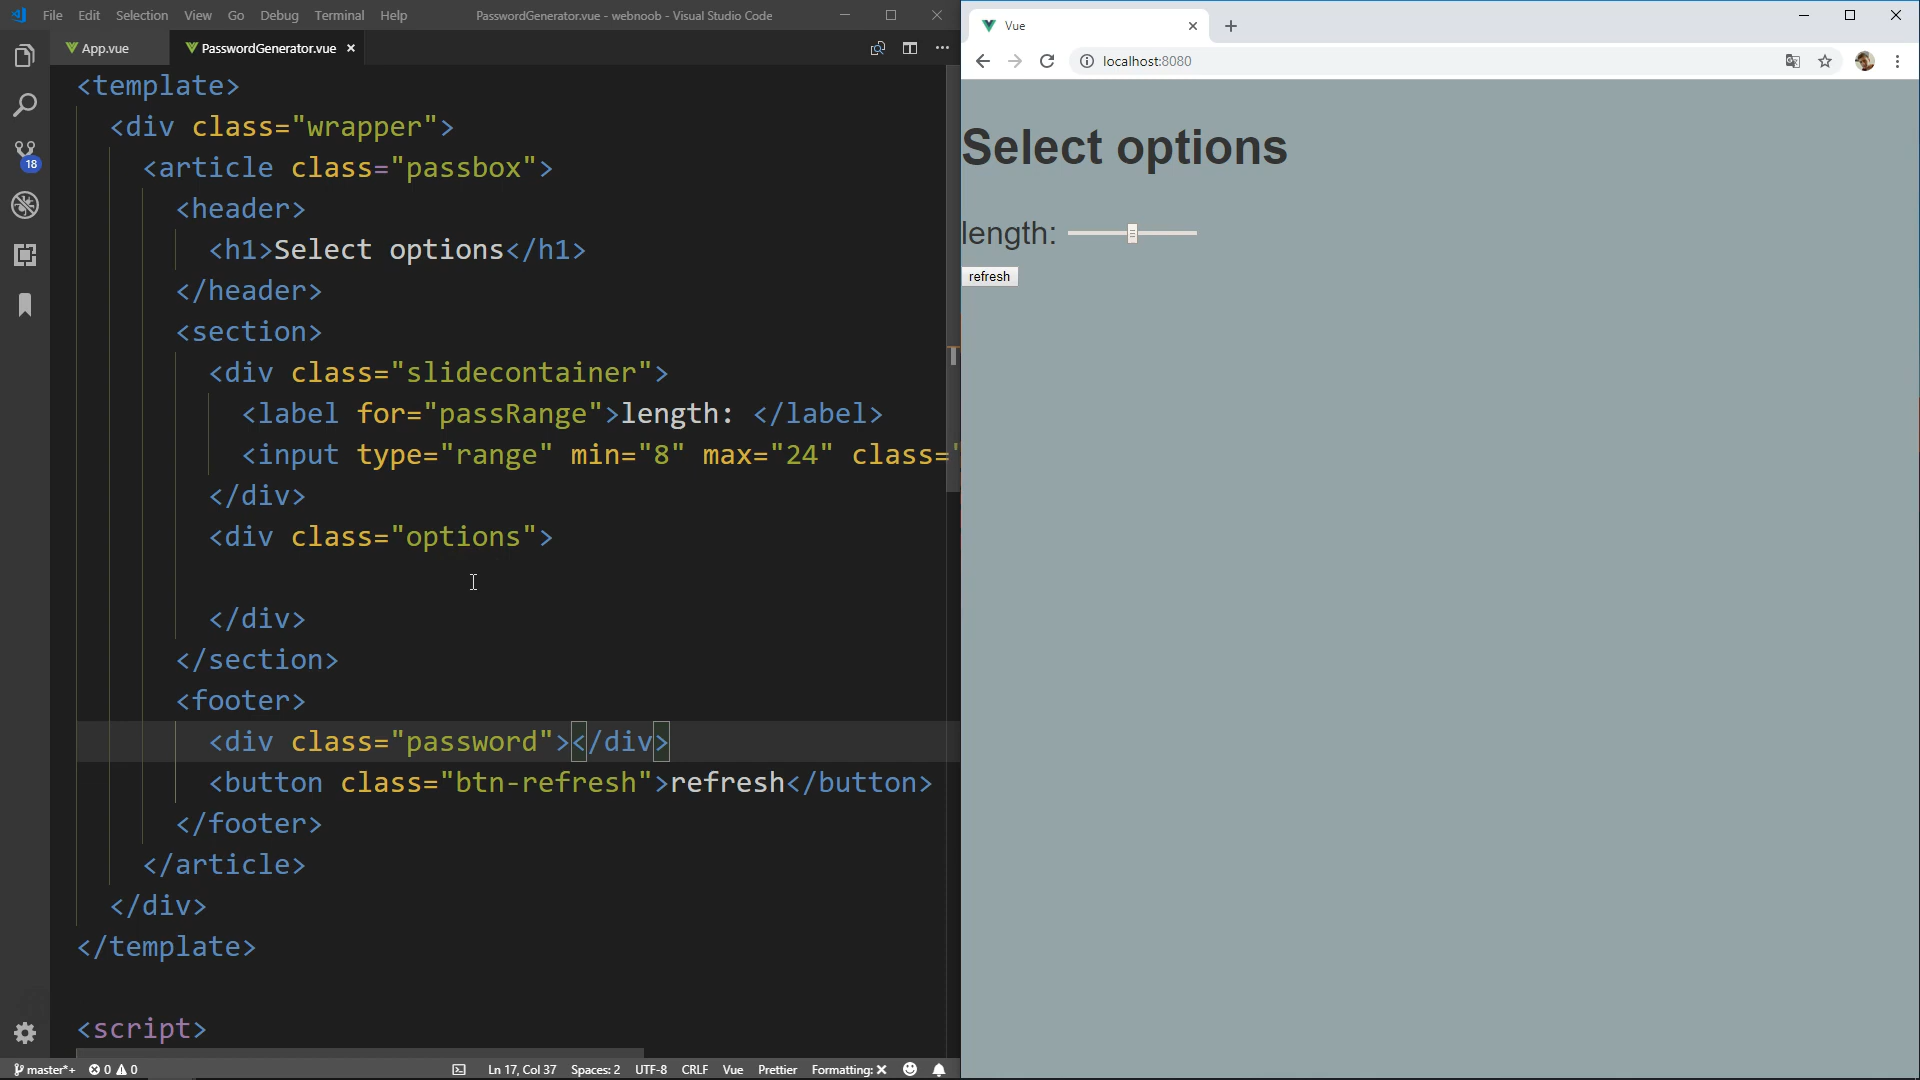 File Edit Selection View Go Debug Terminal Help PasswordGenerator.vue - webnoob - Visual Studio Code
App.vue PasswordGenerator.vue
18
<template>
<div class="wrapper">
<article class="passbox">
<header>
<h1>Select options</h1>
</header>
<section>
<div class="slidecontainer">
<label for="passRange">length: </label>
<input type="range" min="8" max="24" class="
</div>
<div class="options">
</div>
</section>
<footer>
<div class="password"></div>
<button class="btn-refresh">refresh</button>
</footer>
</article>
</div>
</template>
<script>
master*+ 0 0 Ln 17, Col 37 Spaces: 2 UTF-8 CRLF Vue Prettier Formatting: ×
Vue
localhost:8080
Select options
length:
refresh